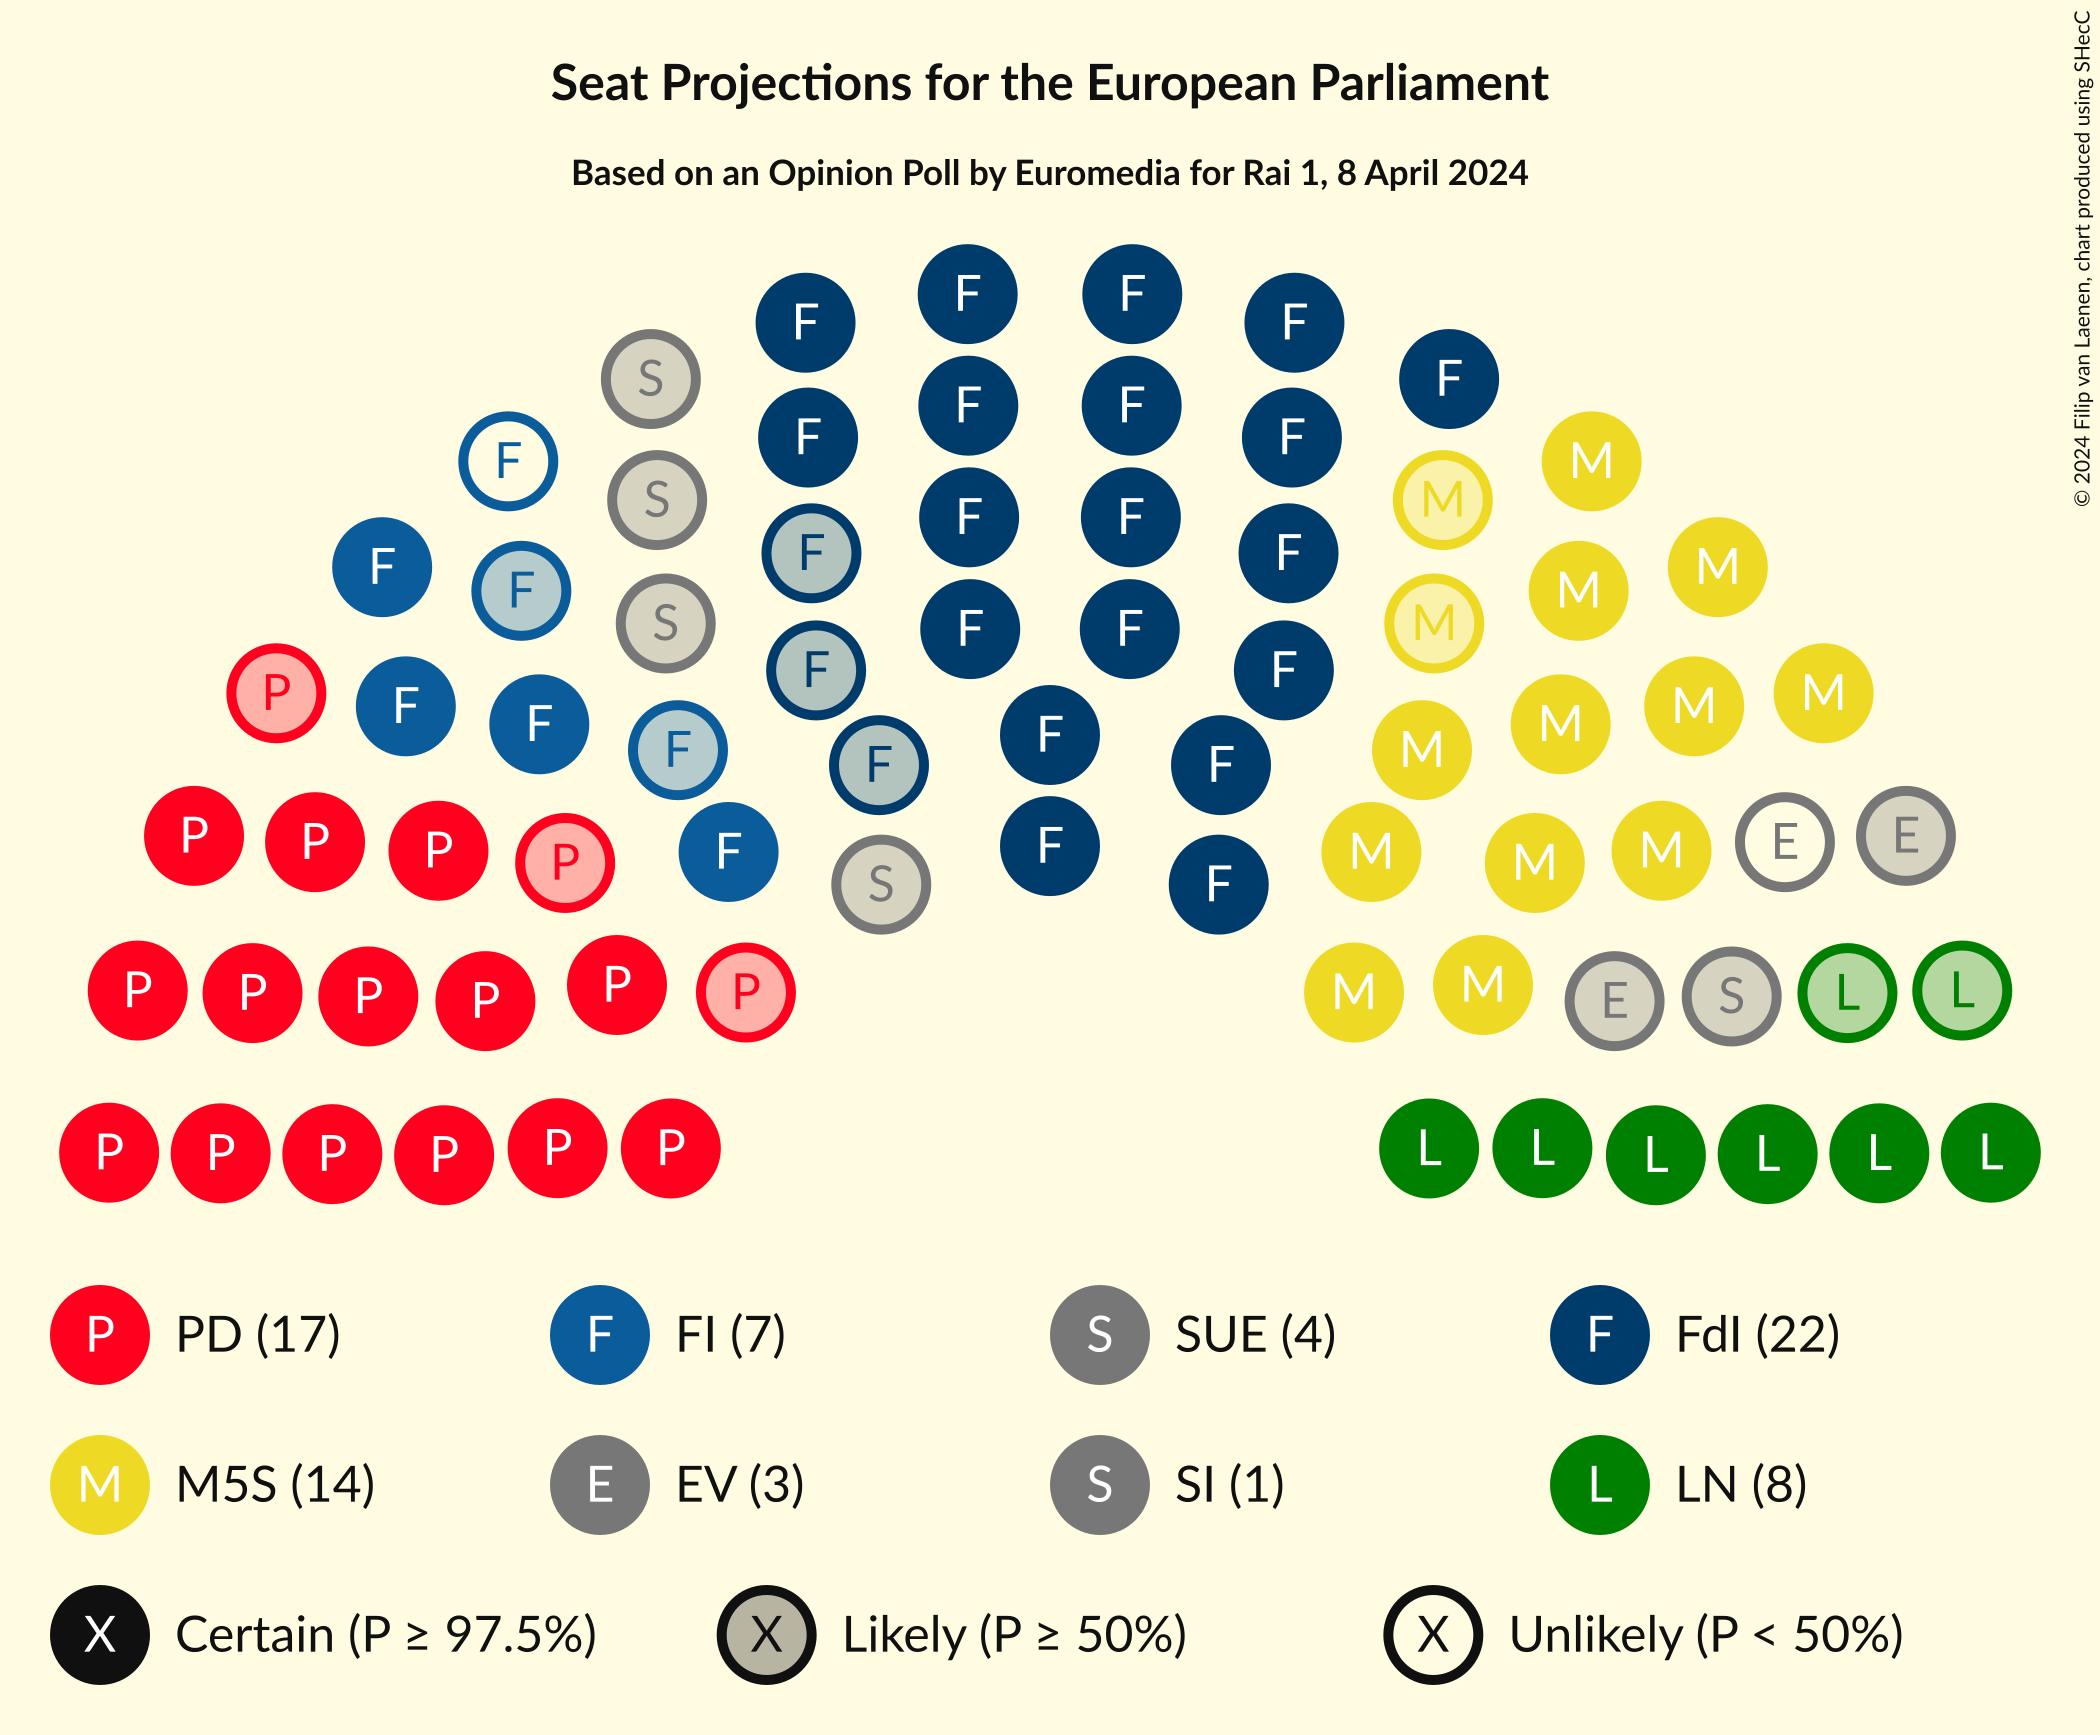 Seat Projections for the European Parliament
Based on an Opinion Poll by Euromedia for Rai 1, 8 April 2024
© 2024 Filip van Laenen, chart produced using SHecC
F F
F F
S F
F F
F F
F M
S M
F F
F F
F F M
F M
S M
F F
P F F
F F M M M
F F M
F F F
P P P P F F M M M E E
S F
P P P P P P M M E S L L
P P P P P P L L L L L L
P PD (17) F FI (7) S SUE (4) F FdI (22)
M M5S (14) E EV (3) S SI (1) L LN (8)
X Certain (P ≥ 97.5%) X Likely (P ≥ 50%) X Unlikely (P < 50%)